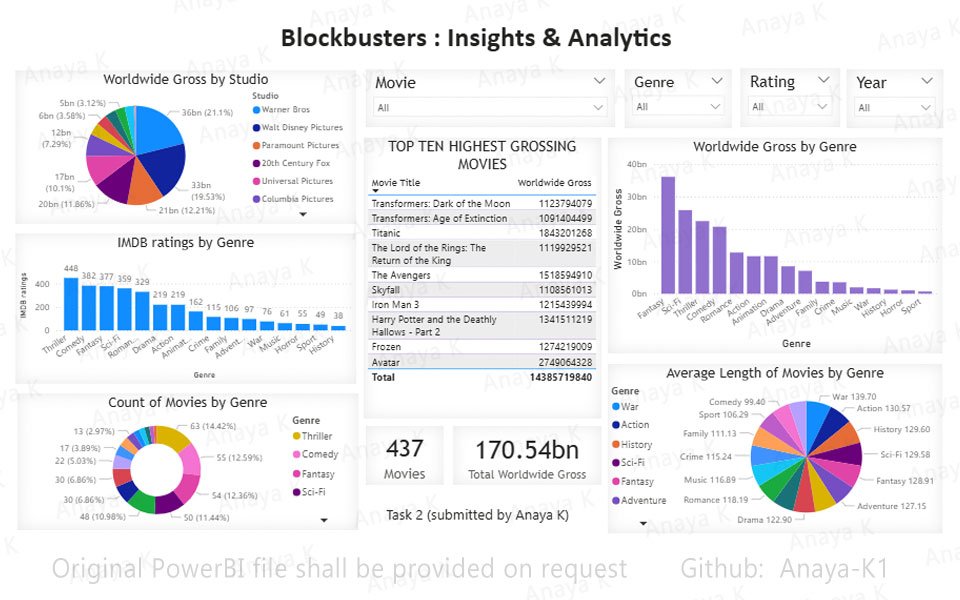 Blockbusters : Insights & Analytics
Worldwide Gross by Studio
5bn (3.12%)
6bn (3.58%)
12bn
(7.29%)
17bn
(10.1%)
20bn (11.86%)
36bn (21.1%)
33bn
(19.53%)
21bn (12.21%)
Studio
Warner Bros
Walt Disney Pictures
Paramount Pictures
20th Century Fox
Universal Pictures
Columbia Pictures
Movie
All
Genre
All
Rating
All
Year
All
IMDB ratings by Genre
IMDB ratings
400
200
0
448
382
377
359
329
219
219
162
115
106
97
76
61
55
49
38
Thriller
Comedy
Fantasy
Sci-Fi
Roman...
Drama
Action
Animat...
Crime
Family
Advent...
War
Music
Horror
Sport
History
Genre
TOP TEN HIGHEST GROSSING
MOVIES
Movie Title Worldwide Gross
Transformers: Dark of the Moon 1123794079
Transformers: Age of Extinction 1091404499
Titanic 1843201268
The Lord of the Rings: The 1119929521
Return of the King
The Avengers 1518594910
Skyfall 1108561013
Iron Man 3 1215439994
Harry Potter and the Deathly 1341511219
Hallows - Part 2
Frozen 1274219009
Avatar 2749064328
Total 14385719840
Worldwide Gross by Genre
Worldwide Gross
40bn
30bn
20bn
10bn
0bn
Fantasy
Sci-Fi
Thriller
Comedy
Romance
Action
Animation
Drama
Adventure
Family
Crime
Music
War
History
Horror
Sport
Genre
Count of Movies by Genre
13 (2.97%)
17 (3.89%)
22 (5.03%)
30 (6.86%)
30 (6.86%)
48 (10.98%)
63 (14.42%)
55 (12.59%)
54 (12.36%)
50 (11.44%)
Genre
Thriller
Comedy
Fantasy
Sci-Fi
437
Movies
170.54bn
Total Worldwide Gross
Task 2 (submitted by Anaya K)
Average Length of Movies by Genre
Genre
War
Action
History
Sci-Fi
Fantasy
Adventure
Comedy 99.40
Sport 106.29
Family 111.13
Crime 115.24
Music 116.89
Romance 118.19
Drama 122.90
War 139.70
Action 130.57
History 129.60
Sci-Fi 129.58
Fantasy 128.91
Adventure 127.15
Original PowerBI file shall be provided on request
Github: Anaya-K1
Anaya K